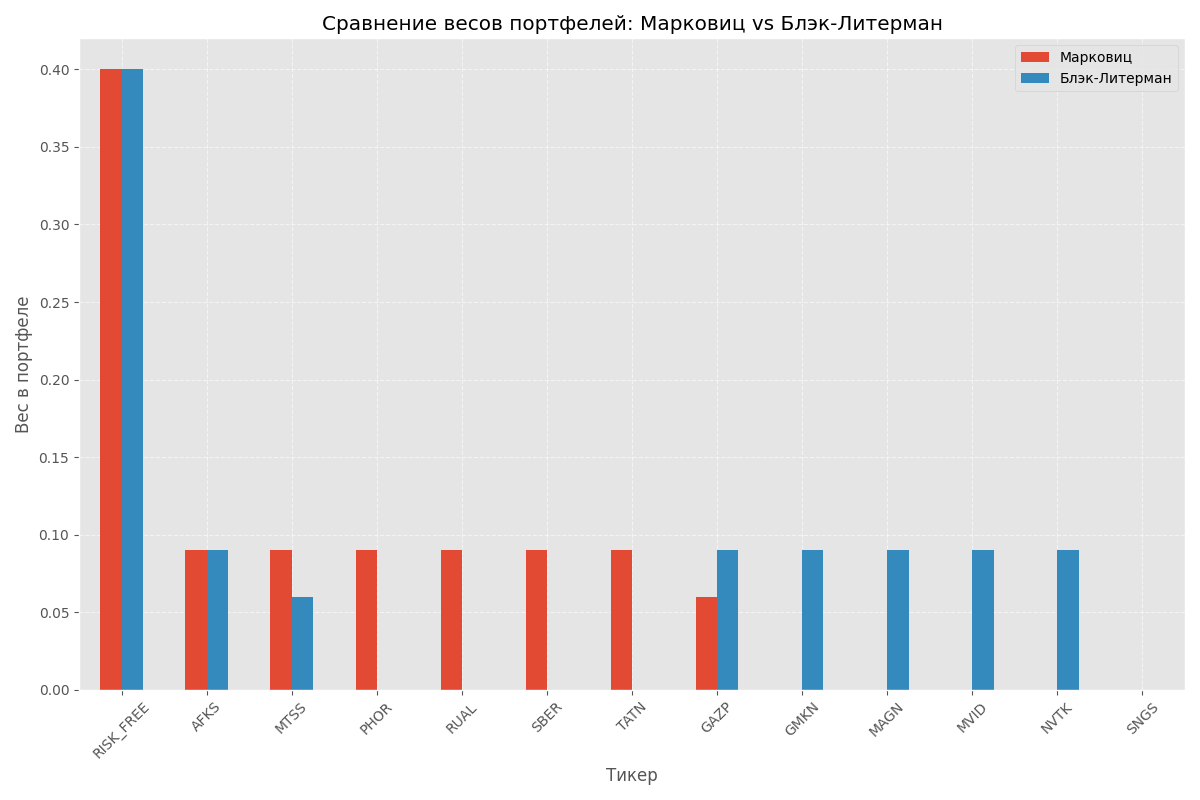 Сравнение весов портфелей: Марковиц vs Блэк-Литерман
Марковиц
Блэк-Литерман
Вес в портфеле
0.40
0.35
0.30
0.25
0.20
0.15
0.10
0.05
0.00
RISK_FREE
AFKS
MTSS
PHOR
RUAL
SBER
TATN
GAZP
GMKN
MAGN
MVID
NVTK
SNGS
Тикер